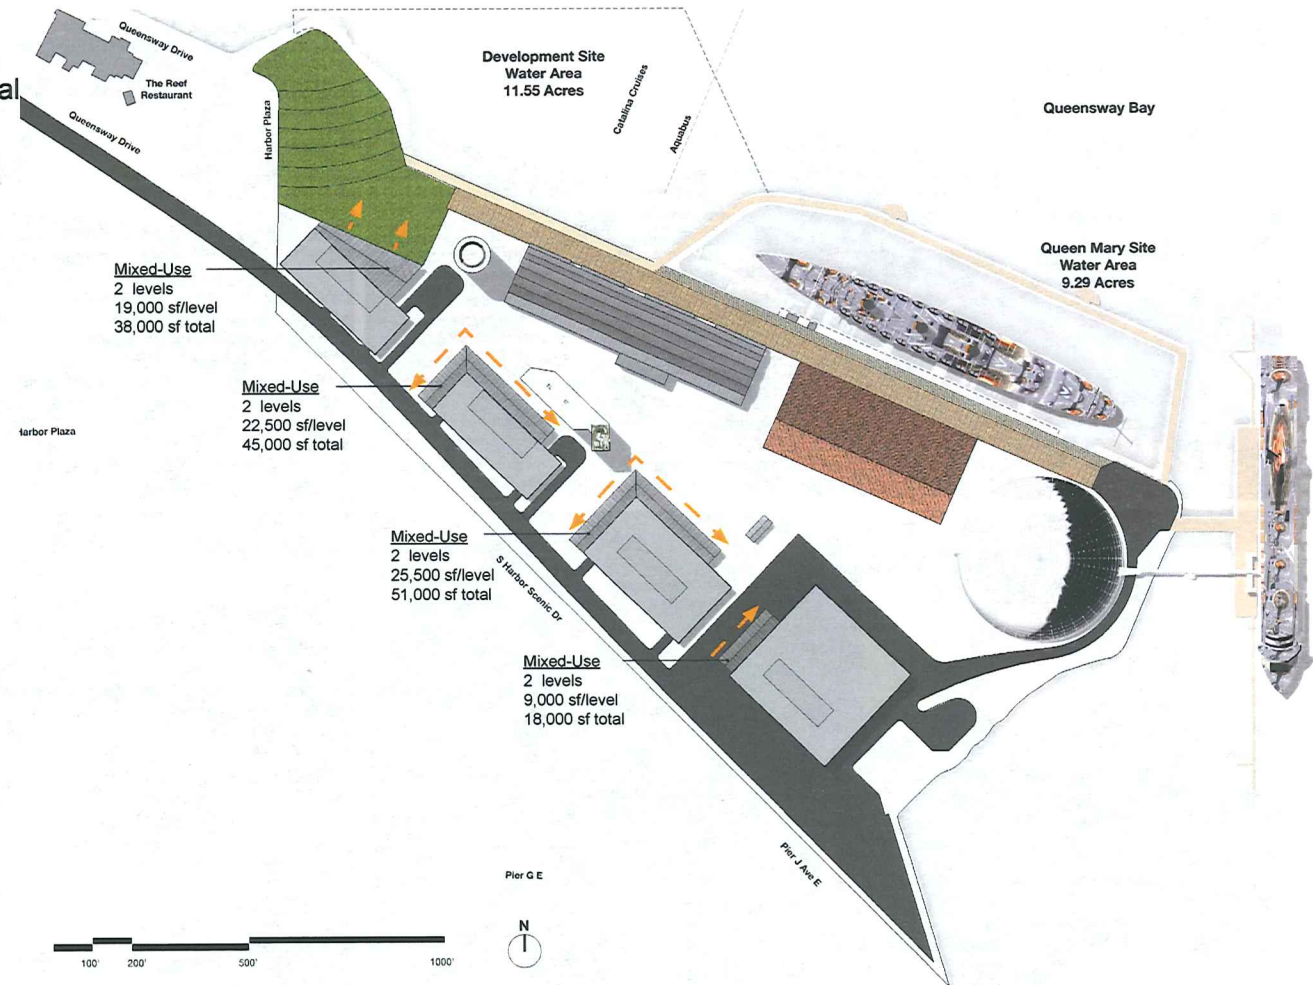 Queensway Drive
al
The Reef
Restaurant
Queensway Drive
Harbor Plaza
Development Site
Water Area
11.55 Acres
Catalina Cruises
Aquabus
Queensway Bay
Queen Mary Site
Water Area
9.29 Acres
Mixed-Use
2 levels
19,000 sf/level
38,000 sf total
Mixed-Use
2 levels
22,500 sf/level
45,000 sf total
Harbor Plaza
Mixed-Use
2 levels
25,500 sf/level
51,000 sf total
S Harbor Scenic Dr
Mixed-Use
2 levels
9,000 sf/level
18,000 sf total
Pier J Ave E
Pier G E
N
100' 200' 500' 1000'